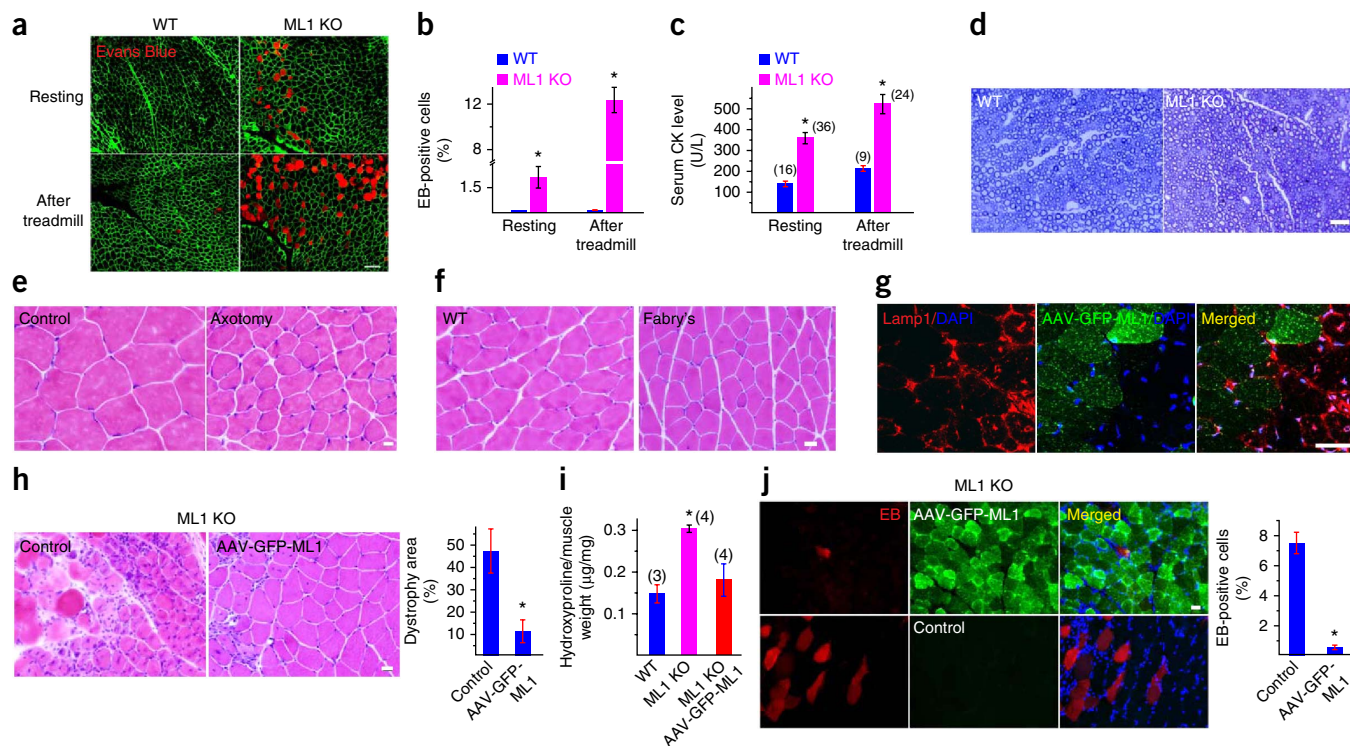 a
WT
ML1 KO
Evans Blue
Resting
After
treadmill
b
WT
ML1 KO
EB-positive cells
(%)
12
8
1.5
*
*
Resting
After
treadmill
c
WT
ML1 KO
Serum CK level
(U/L)
500
400
300
200
100
(16)
* (36)
(9)
* (24)
Resting
After
treadmill
d
WT
ML1 KO
e
Control
Axotomy
f
WT
Fabry's
g
Lamp1/DAPI
AAV-GFP-ML1/DAPI
Merged
h
ML1 KO
Control
AAV-GFP-ML1
Dystrophy area
(%)
50
40
30
20
10
*
Control
AAV-GFP-
ML1
i
Hydroxyproline/muscle
weight (µg/mg)
0.3
0.2
0.1
(3)
* (4)
(4)
WT
ML1 KO
ML1 KO
AAV-GFP-ML1
j
ML1 KO
EB
AAV-GFP-ML1
Merged
Control
EB-positive cells
(%)
8
6
4
2
*
Control
AAV-GFP-
ML1